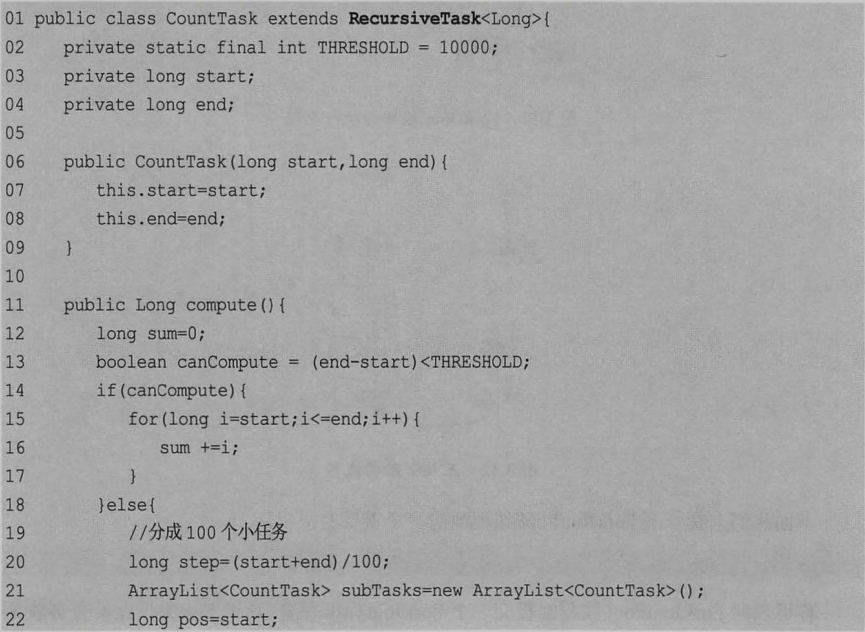 01 public class CountTask extends RecursiveTask<Long>{
02    private static final int THRESHOLD = 10000;
03    private long start;
04    private long end;
05
06    public CountTask(long start,long end){
07       this.start=start;
08       this.end=end;
09    }
10
11    public Long compute(){
12       long sum=0;
13       boolean canCompute = (end-start)<THRESHOLD;
14       if(canCompute){
15          for(long i=start;i<=end;i++){
16             sum +=i;
17          }
18       }else{
19          //分成 100 个小任务
20          long step=(start+end)/100;
21          ArrayList<CountTask> subTasks=new ArrayList<CountTask>();
22          long pos=start;